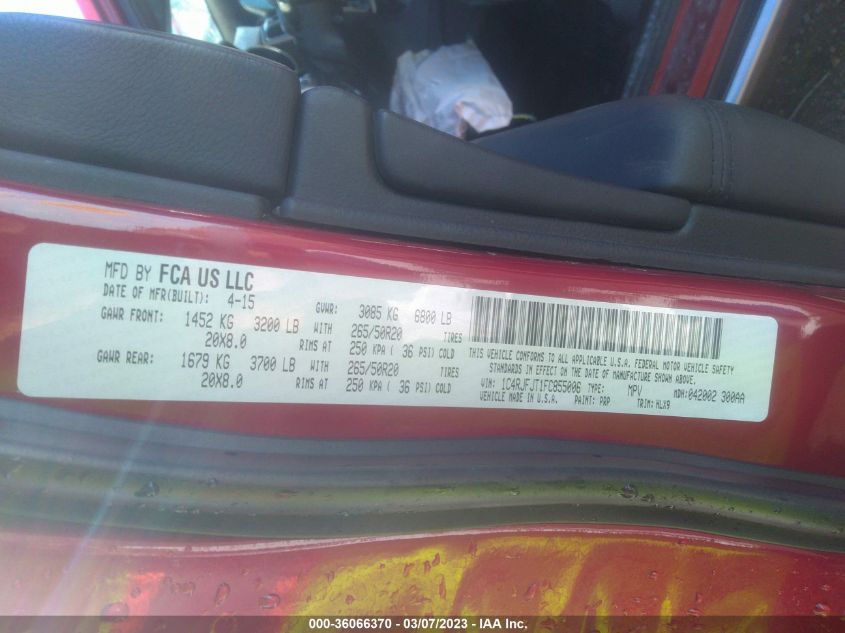 MFD BY FCA US LLC
DATE OF MFR(BUILT): 4-15 GVWR: 3085 KG 6800 LB
GAWR FRONT: 1452 KG 3200 LB WITH 265/50R20 TIRES
20X8.0 RIMS AT 250 KPA ( 36 PSI) COLD
GAWR REAR: 1679 KG 3700 LB WITH 265/50R20 TIRES
20X8.0 RIMS AT 250 KPA ( 36 PSI) COLD
THIS VEHICLE CONFORMS TO ALL APPLICABLE U.S.A. FEDERAL MOTOR VEHICLE SAFETY
STANDARDS IN EFFECT ON THE DATE OF MANUFACTURE SHOWN ABOVE.
VIN: 1C4RJFJT1FC855006 TYPE: MPV MDH:042002 300AA
VEHICLE MADE IN U.S.A. PAINT: PRP TRIM: HLX9
000-36066370 — 03/07/2023 — IAA Inc.